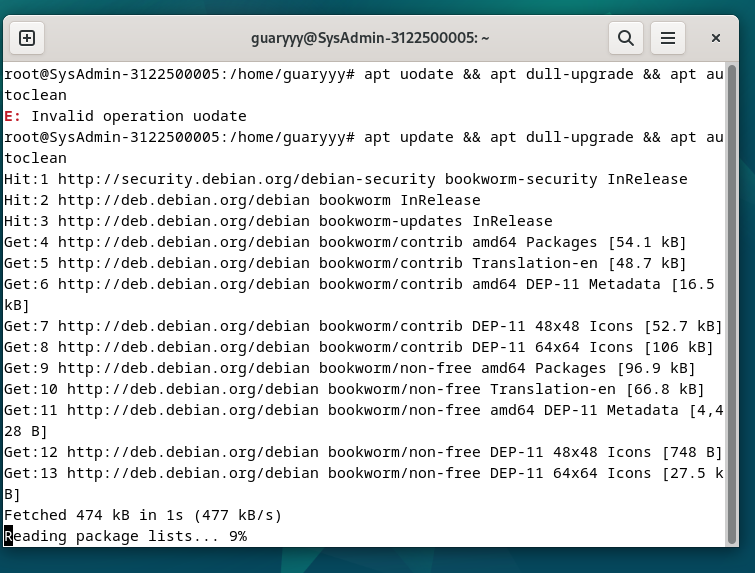 guaryyy@SysAdmin-3122500005: ~
root@SysAdmin-3122500005:/home/guaryyy# apt uodate && apt dull-upgrade && apt au
toclean
E: Invalid operation uodate
root@SysAdmin-3122500005:/home/guaryyy# apt update && apt dull-upgrade && apt au
toclean
Hit:1 http://security.debian.org/debian-security bookworm-security InRelease
Hit:2 http://deb.debian.org/debian bookworm InRelease
Hit:3 http://deb.debian.org/debian bookworm-updates InRelease
Get:4 http://deb.debian.org/debian bookworm/contrib amd64 Packages [54.1 kB]
Get:5 http://deb.debian.org/debian bookworm/contrib Translation-en [48.7 kB]
Get:6 http://deb.debian.org/debian bookworm/contrib amd64 DEP-11 Metadata [16.5
kB]
Get:7 http://deb.debian.org/debian bookworm/contrib DEP-11 48x48 Icons [52.7 kB]
Get:8 http://deb.debian.org/debian bookworm/contrib DEP-11 64x64 Icons [106 kB]
Get:9 http://deb.debian.org/debian bookworm/non-free amd64 Packages [96.9 kB]
Get:10 http://deb.debian.org/debian bookworm/non-free Translation-en [66.8 kB]
Get:11 http://deb.debian.org/debian bookworm/non-free amd64 DEP-11 Metadata [4,4
28 B]
Get:12 http://deb.debian.org/debian bookworm/non-free DEP-11 48x48 Icons [748 B]
Get:13 http://deb.debian.org/debian bookworm/non-free DEP-11 64x64 Icons [27.5 k
B]
Fetched 474 kB in 1s (477 kB/s)
Reading package lists... 9%